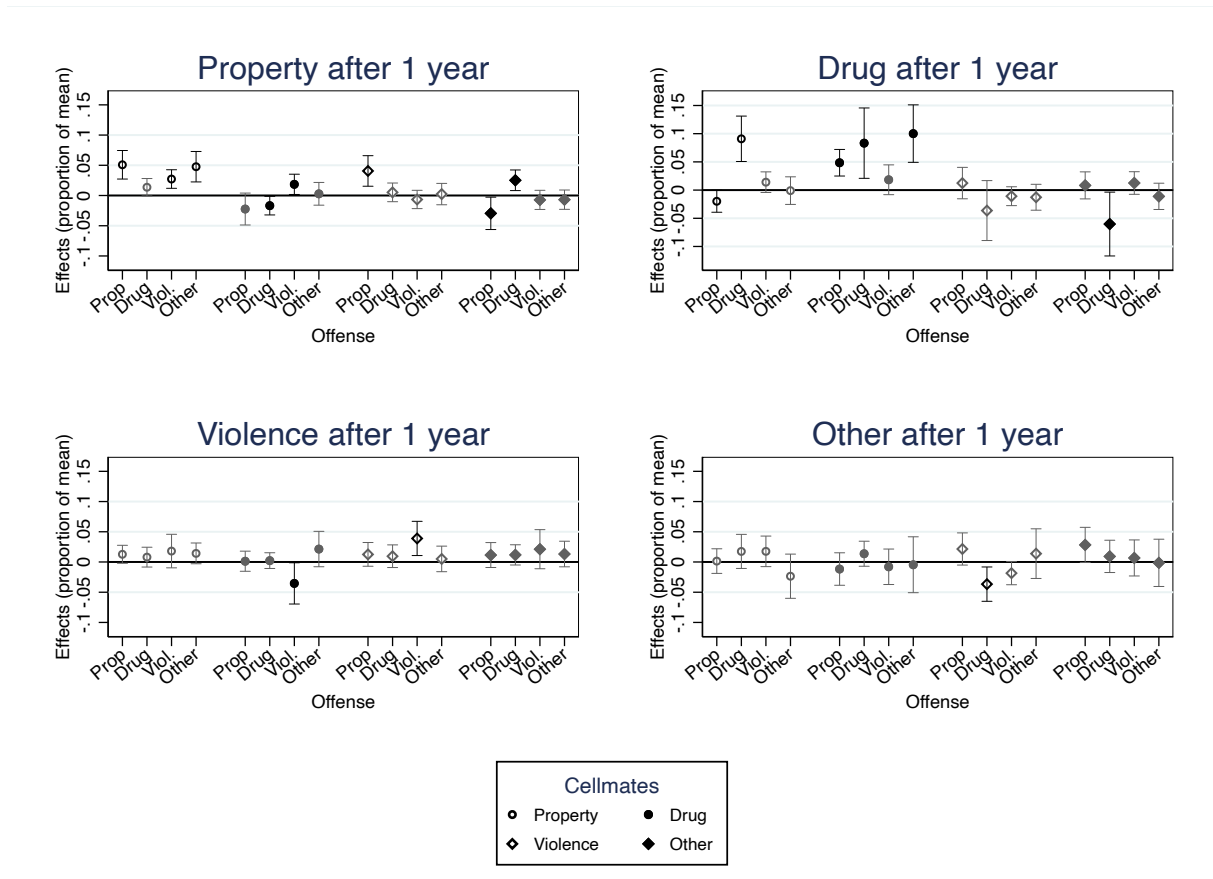 Property after 1 year
Effects (proportion of mean)
.15
.1
.05
0
-.05
-.1
Prop Drug Viol. Other Prop Drug Viol. Other Prop Drug Viol. Other Prop Drug Viol. Other
Offense
Drug after 1 year
Effects (proportion of mean)
.15
.1
.05
0
-.05
-.1
Prop Drug Viol. Other Prop Drug Viol. Other Prop Drug Viol. Other Prop Drug Viol. Other
Offense
Violence after 1 year
Effects (proportion of mean)
.15
.1
.05
0
-.05
-.1
Prop Drug Viol. Other Prop Drug Viol. Other Prop Drug Viol. Other Prop Drug Viol. Other
Offense
Other after 1 year
Effects (proportion of mean)
.15
.1
.05
0
-.05
-.1
Prop Drug Viol. Other Prop Drug Viol. Other Prop Drug Viol. Other Prop Drug Viol. Other
Offense
Cellmates
Property Drug
Violence Other